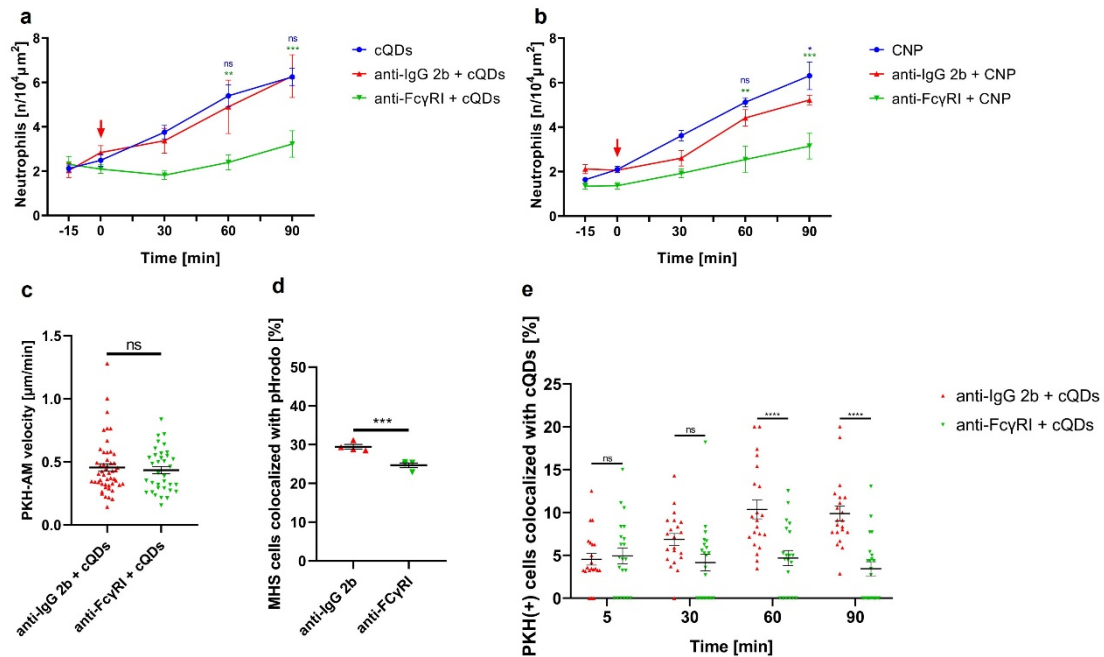 a
Neutrophils [n/10⁴µm²]
8
6
4
2
0
-15 0 30 60 90
Time [min]
ns
**
ns
***
cQDs
anti-IgG 2b + cQDs
anti-FcγRI + cQDs
b
Neutrophils [n/10⁴µm²]
8
6
4
2
0
-15 0 30 60 90
Time [min]
ns
**
*
***
CNP
anti-IgG 2b + CNP
anti-FcγRI + CNP
c
PKH-AM velocity [µm/min]
1.5
1.0
0.5
0.0
ns
anti-IgG 2b + cQDs
anti-FcγRI + cQDs
d
MHS cells colocalized with pHrodo [%]
50
40
30
20
10
0
***
anti-IgG 2b
anti-FCγRI
e
PKH(+) cells colocalized with cQDs [%]
25
20
15
10
5
0
ns
ns
****
****
5 30 60 90
Time [min]
anti-IgG 2b + cQDs
anti-FcγRI + cQDs